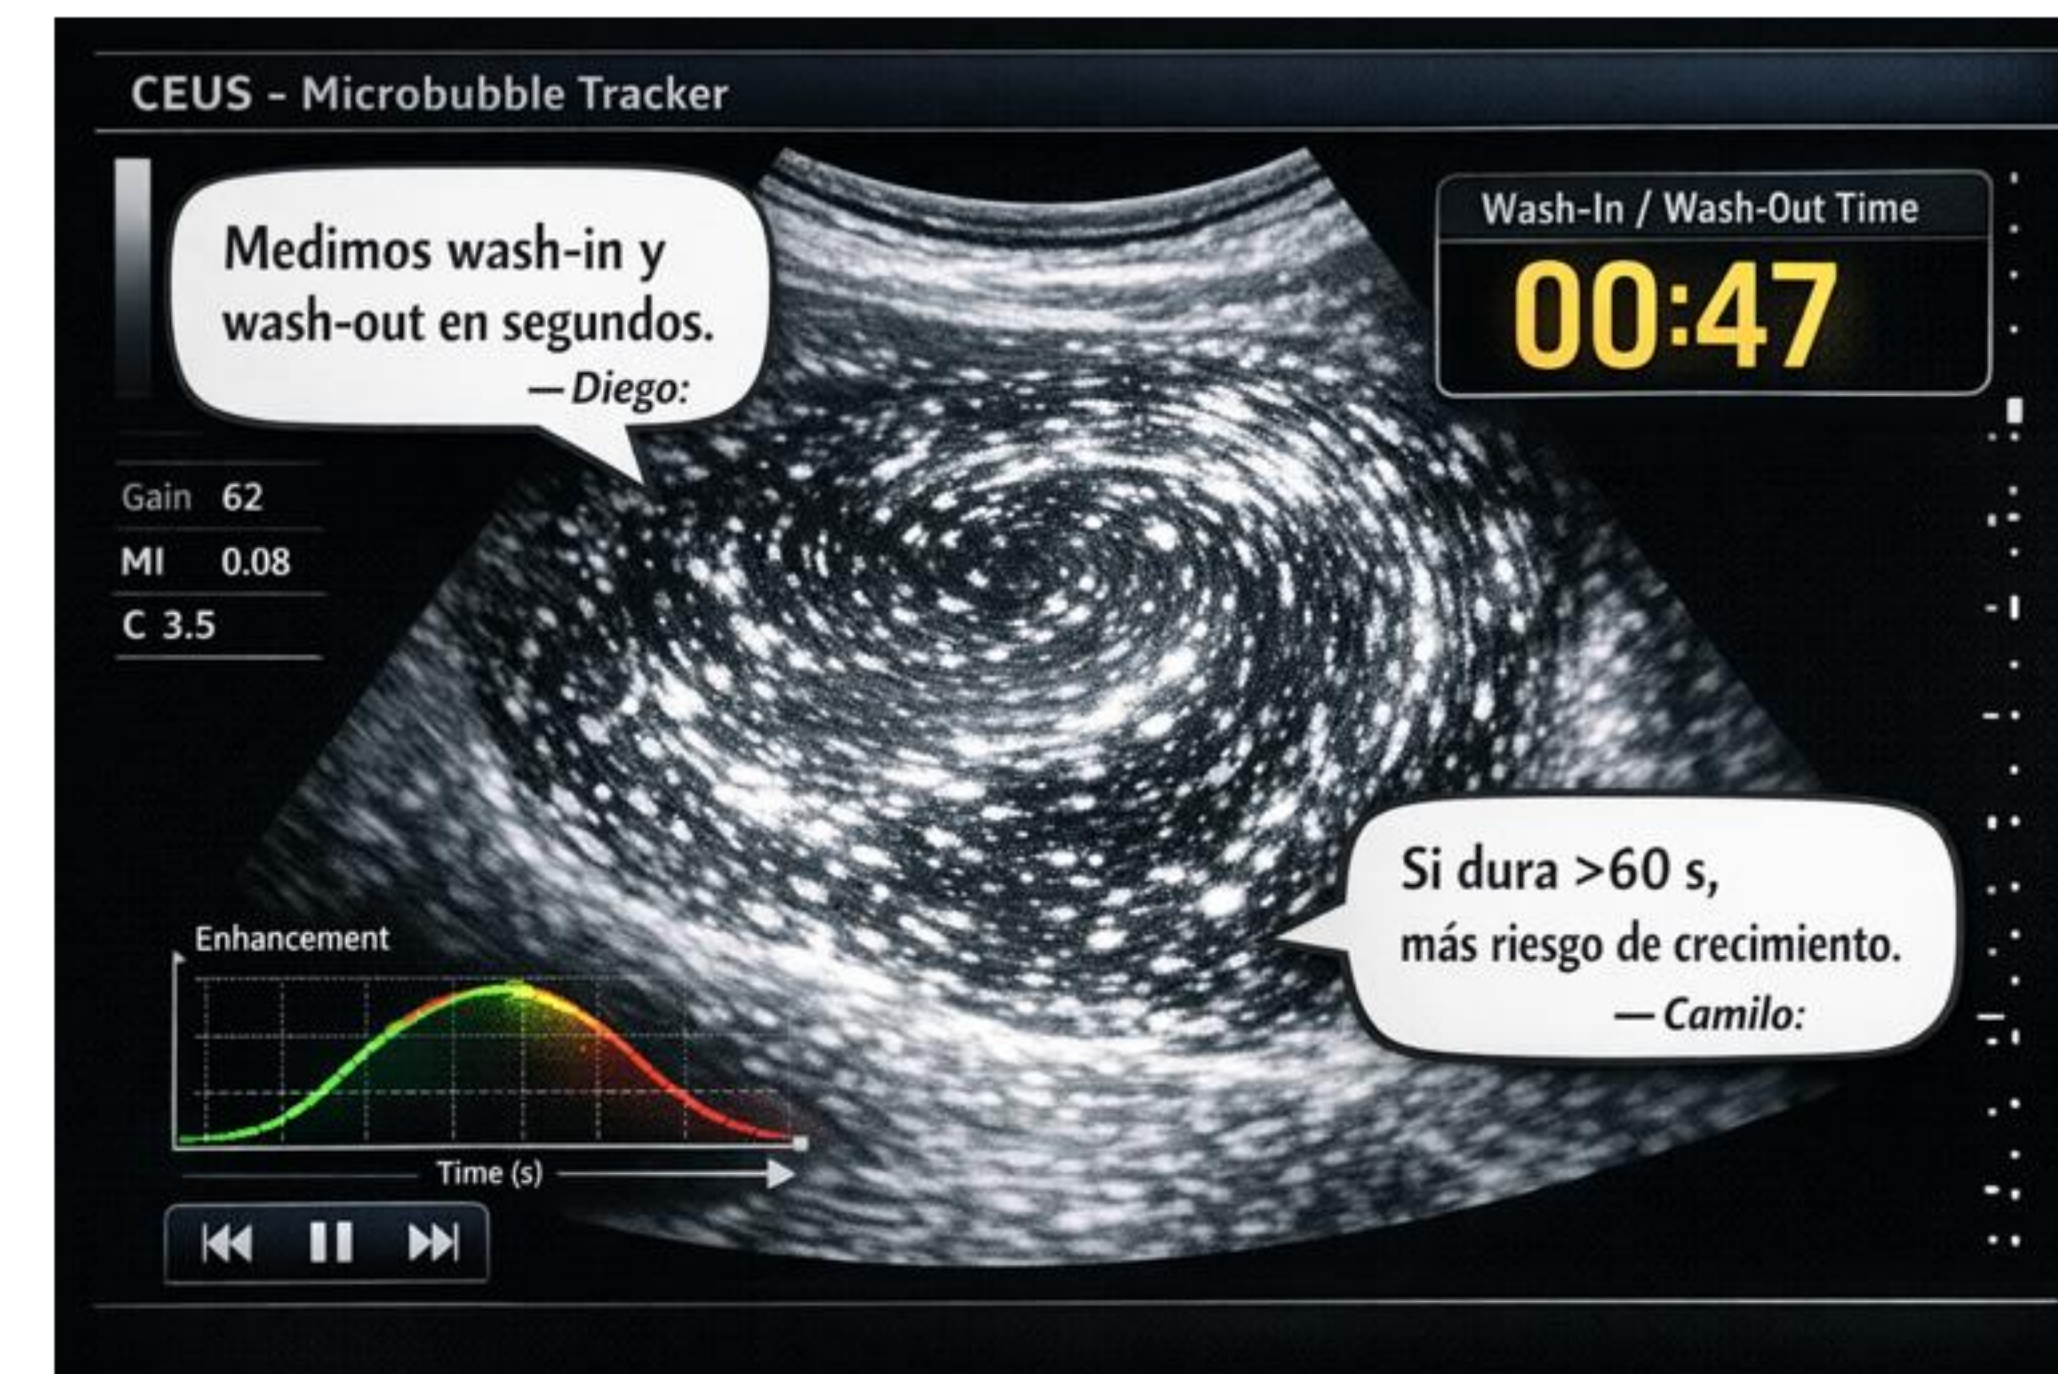 CEUS – Microbubble Tracker
Medimos wash-in y
wash-out en segundos.
— Diego:
Wash-In / Wash-Out Time
00:47
Gain 62
MI 0.08
C 3.5
Si dura >60 s,
más riesgo de crecimiento.
— Camilo:
Enhancement
Time (s)